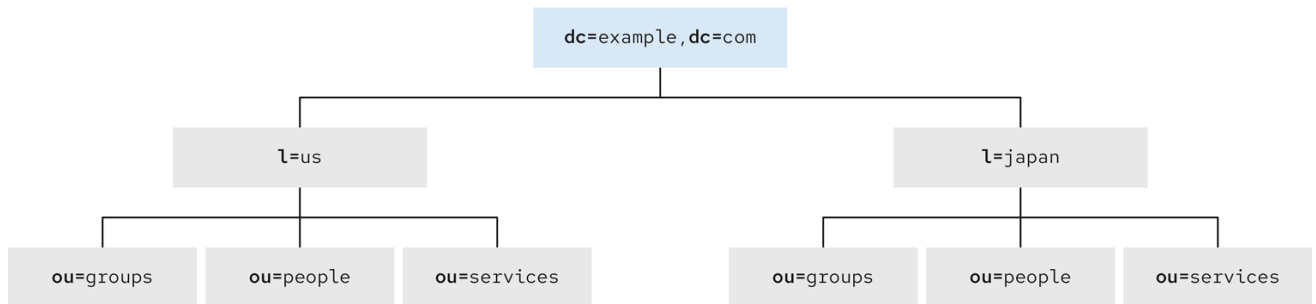 dc=example,dc=com
l=us
l=japan
ou=groups
ou=people
ou=services
ou=groups
ou=people
ou=services